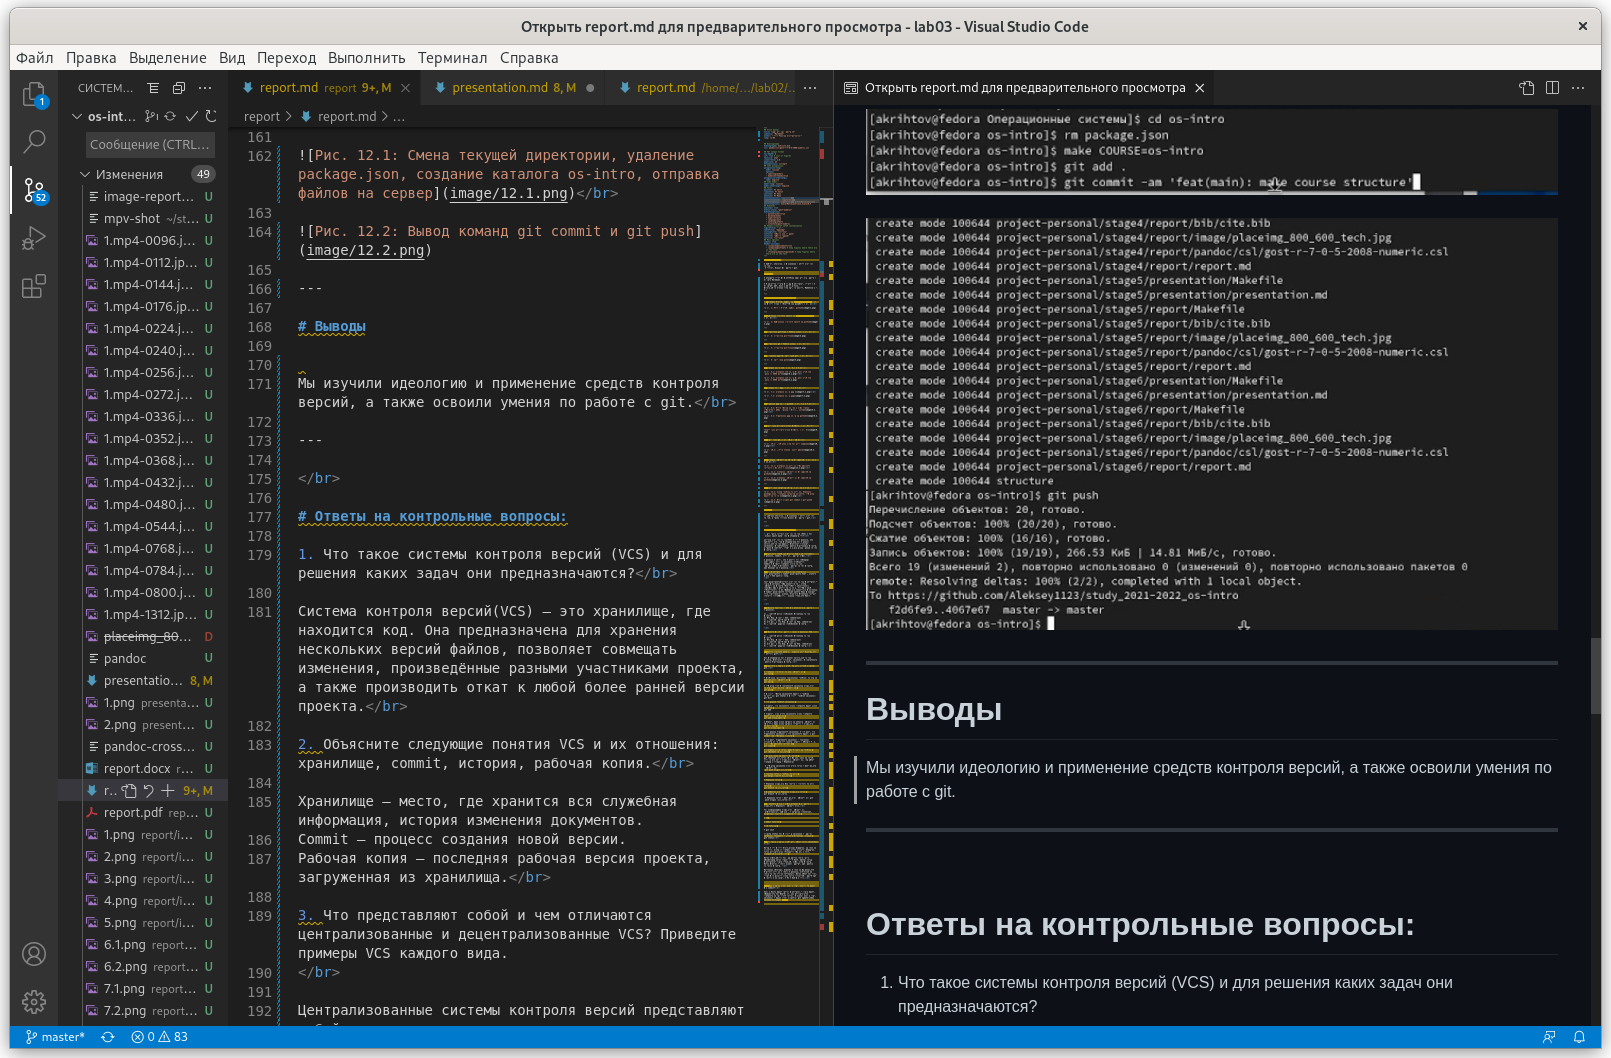 Открыть report.md для предварительного просмотра - lab03 - Visual Studio Code
Файл Правка Выделение Вид Переход Выполнить Терминал Справка
СИСТЕМ...
os-int...
Сообщение (CTRL...
Изменения 49
image-report... U
mpv-shot ~/st... U
1.mp4-0096.j... U
1.mp4-0112.jp... U
1.mp4-0144.j... U
1.mp4-0176.jp... U
1.mp4-0224.j... U
1.mp4-0240.j... U
1.mp4-0256.j... U
1.mp4-0272.j... U
1.mp4-0336.j... U
1.mp4-0352.j... U
1.mp4-0368.j... U
1.mp4-0432.j... U
1.mp4-0480.j... U
1.mp4-0544.j... U
1.mp4-0768.j... U
1.mp4-0784.j... U
1.mp4-0800.j... U
1.mp4-1312.jp... U
placeimg_80... D
pandoc U
presentatio... 8, M
1.png presenta... U
2.png present... U
pandoc-cross... U
report.docx r... U
r.. 9+, M
report.pdf rep... U
1.png report/i... U
2.png report/i... U
3.png report/i... U
4.png report/i... U
5.png report/i... U
6.1.png report... U
6.2.png report... U
7.1.png report... U
7.2.png report... U
1
52
report.md report 9+, M
presentation.md 8, M
report.md /home/.../lab02/...
report > report.md > ...
161
162 ![Рис. 12.1: Смена текущей директории, удаление
package.json, создание каталога os-intro, отправка
файлов на сервер](image/12.1.png)</br>
163
164 ![Рис. 12.2: Вывод команд git commit и git push]
(image/12.2.png)
165
166 ---
167
168 # Выводы
169
170
171 Мы изучили идеологию и применение средств контроля
версий, а также освоили умения по работе с git.</br>
172
173 ---
174
175 </br>
176
177 # Ответы на контрольные вопросы:
178
179 1. Что такое системы контроля версий (VCS) и для
решения каких задач они предназначаются?</br>
180
181 Система контроля версий(VCS) – это хранилище, где
находится код. Она предназначена для хранения
нескольких версий файлов, позволяет совмещать
изменения, произведённые разными участниками проекта,
а также производить откат к любой более ранней версии
проекта.</br>
182
183 2. Объясните следующие понятия VCS и их отношения:
хранилище, commit, история, рабочая копия.</br>
184
185 Хранилище – место, где хранится вся служебная
информация, история изменения документов.
186 Commit – процесс создания новой версии.
187 Рабочая копия – последняя рабочая версия проекта,
загруженная из хранилища.</br>
188
189 3. Что представляют собой и чем отличаются
централизованные и децентрализованные VCS? Приведите
примеры VCS каждого вида.
190 </br>
191
192 Централизованные системы контроля версий представляют
Открыть report.md для предварительного просмотра
[akrihtov@fedora Операционные системы]$ cd os-intro
[akrihtov@fedora os-intro]$ rm package.json
[akrihtov@fedora os-intro]$ make COURSE=os-intro
[akrihtov@fedora os-intro]$ git add .
[akrihtov@fedora os-intro]$ git commit -am 'feat(main): make course structure'
create mode 100644 project-personal/stage4/report/bib/cite.bib
create mode 100644 project-personal/stage4/report/image/placeimg_800_600_tech.jpg
create mode 100644 project-personal/stage4/report/pandoc/csl/gost-r-7-0-5-2008-numeric.csl
create mode 100644 project-personal/stage4/report/report.md
create mode 100644 project-personal/stage5/presentation/Makefile
create mode 100644 project-personal/stage5/presentation/presentation.md
create mode 100644 project-personal/stage5/report/Makefile
create mode 100644 project-personal/stage5/report/bib/cite.bib
create mode 100644 project-personal/stage5/report/image/placeimg_800_600_tech.jpg
create mode 100644 project-personal/stage5/report/pandoc/csl/gost-r-7-0-5-2008-numeric.csl
create mode 100644 project-personal/stage5/report/report.md
create mode 100644 project-personal/stage6/presentation/Makefile
create mode 100644 project-personal/stage6/presentation/presentation.md
create mode 100644 project-personal/stage6/report/Makefile
create mode 100644 project-personal/stage6/report/bib/cite.bib
create mode 100644 project-personal/stage6/report/image/placeimg_800_600_tech.jpg
create mode 100644 project-personal/stage6/report/pandoc/csl/gost-r-7-0-5-2008-numeric.csl
create mode 100644 project-personal/stage6/report/report.md
create mode 100644 structure
[akrihtov@fedora os-intro]$ git push
Перечисление объектов: 20, готово.
Подсчет объектов: 100% (20/20), готово.
Сжатие объектов: 100% (16/16), готово.
Запись объектов: 100% (19/19), 266.53 КиБ | 14.81 МиБ/с, готово.
Всего 19 (изменений 2), повторно использовано 0 (изменений 0), повторно использовано пакетов 0
remote: Resolving deltas: 100% (2/2), completed with 1 local object.
To https://github.com/Aleksey1123/study_2021-2022_os-intro
f2d6fe9..4067e67 master -> master
[akrihtov@fedora os-intro]$
Выводы
Мы изучили идеологию и применение средств контроля версий, а также освоили умения по
работе с git.
Ответы на контрольные вопросы:
1. Что такое системы контроля версий (VCS) и для решения каких задач они
предназначаются?
master* 0 83